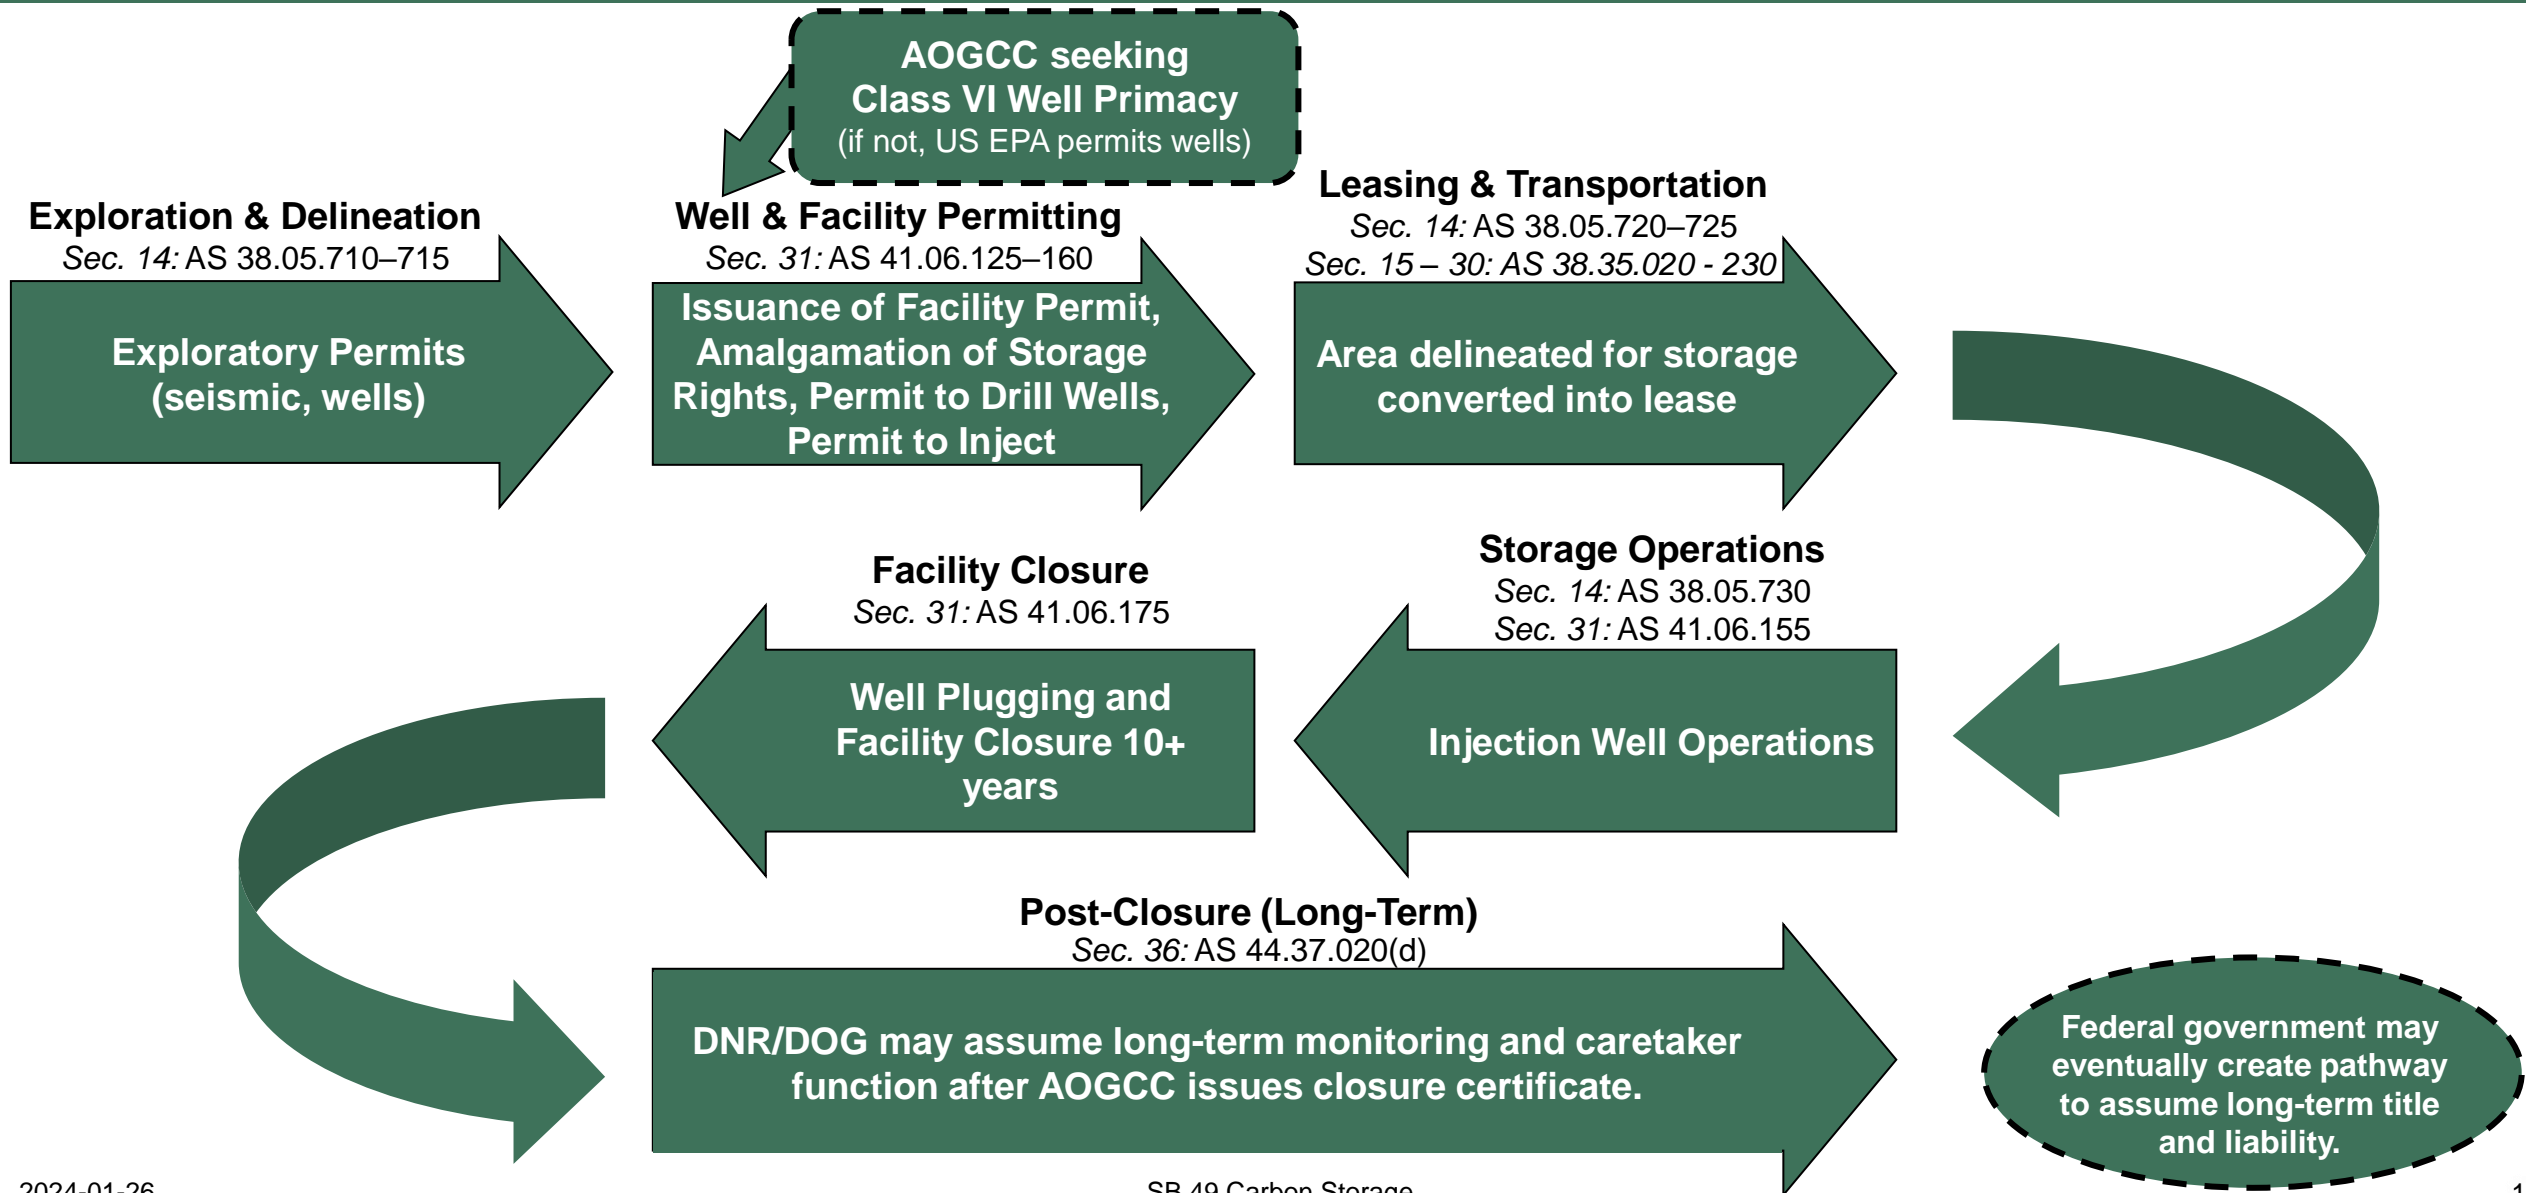 AOGCC seeking
Class VI Well Primacy
(if not, US EPA permits wells)
Exploration & Delineation
Sec. 14: AS 38.05.710–715
Exploratory Permits
(seismic, wells)
Well & Facility Permitting
Sec. 31: AS 41.06.125–160
Issuance of Facility Permit,
Amalgamation of Storage
Rights, Permit to Drill Wells,
Permit to Inject
Leasing & Transportation
Sec. 14: AS 38.05.720–725
Sec. 15 – 30: AS 38.35.020 - 230
Area delineated for storage
converted into lease
Storage Operations
Sec. 14: AS 38.05.730
Sec. 31: AS 41.06.155
Injection Well Operations
Facility Closure
Sec. 31: AS 41.06.175
Well Plugging and
Facility Closure 10+
years
Post-Closure (Long-Term)
Sec. 36: AS 44.37.020(d)
DNR/DOG may assume long-term monitoring and caretaker
function after AOGCC issues closure certificate.
Federal government may
eventually create pathway
to assume long-term title
and liability.
2024-01-26
SB 49 Carbon Storage